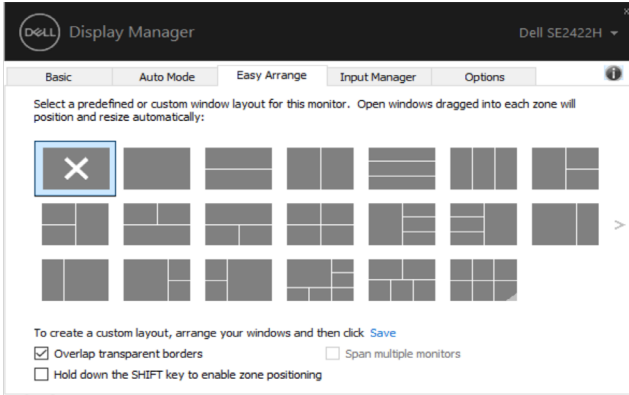 DELL Display Manager Dell SE2422H
Basic Auto Mode Easy Arrange Input Manager Options
Select a predefined or custom window layout for this monitor. Open windows dragged into each zone will
position and resize automatically:
To create a custom layout, arrange your windows and then click Save
Overlap transparent borders Span multiple monitors
Hold down the SHIFT key to enable zone positioning